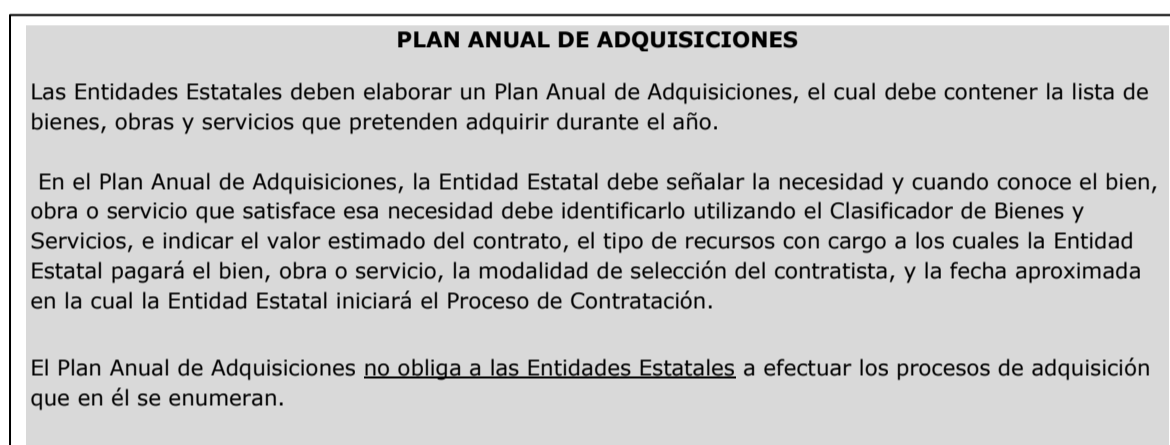 PLAN ANUAL DE ADQUISICIONES
Las Entidades Estatales deben elaborar un Plan Anual de Adquisiciones, el cual debe contener la lista de
bienes, obras y servicios que pretenden adquirir durante el año.
En el Plan Anual de Adquisiciones, la Entidad Estatal debe señalar la necesidad y cuando conoce el bien,
obra o servicio que satisface esa necesidad debe identificarlo utilizando el Clasificador de Bienes y
Servicios, e indicar el valor estimado del contrato, el tipo de recursos con cargo a los cuales la Entidad
Estatal pagará el bien, obra o servicio, la modalidad de selección del contratista, y la fecha aproximada
en la cual la Entidad Estatal iniciará el Proceso de Contratación.
El Plan Anual de Adquisiciones no obliga a las Entidades Estatales a efectuar los procesos de adquisición
que en él se enumeran.